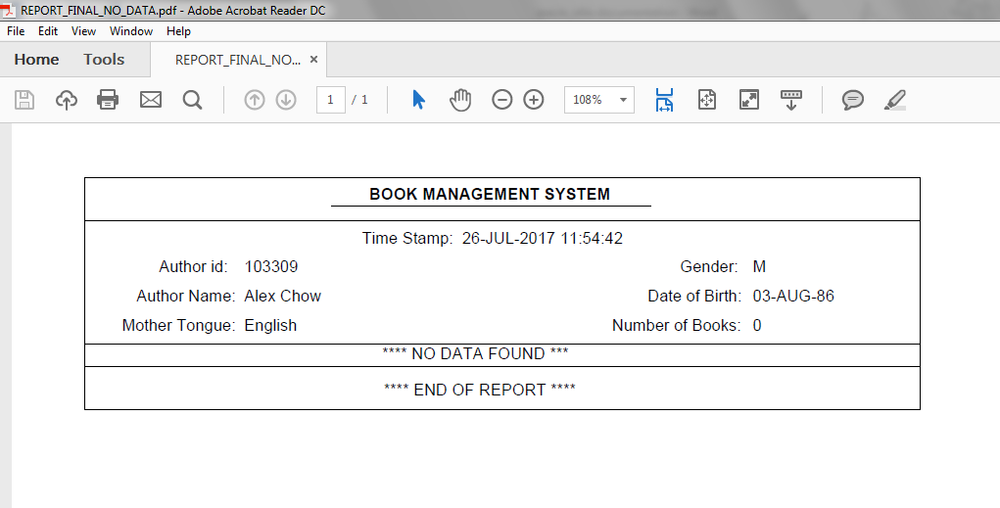 REPORT_FINAL_NO_DATA.pdf - Adobe Acrobat Reader DC
File Edit View Window Help
Home Tools REPORT_FINAL_NO... ×
1 / 1 108%
BOOK MANAGEMENT SYSTEM
Time Stamp: 26-JUL-2017 11:54:42
Author id: 103309 Gender: M
Author Name: Alex Chow Date of Birth: 03-AUG-86
Mother Tongue: English Number of Books: 0
**** NO DATA FOUND ***
**** END OF REPORT ****